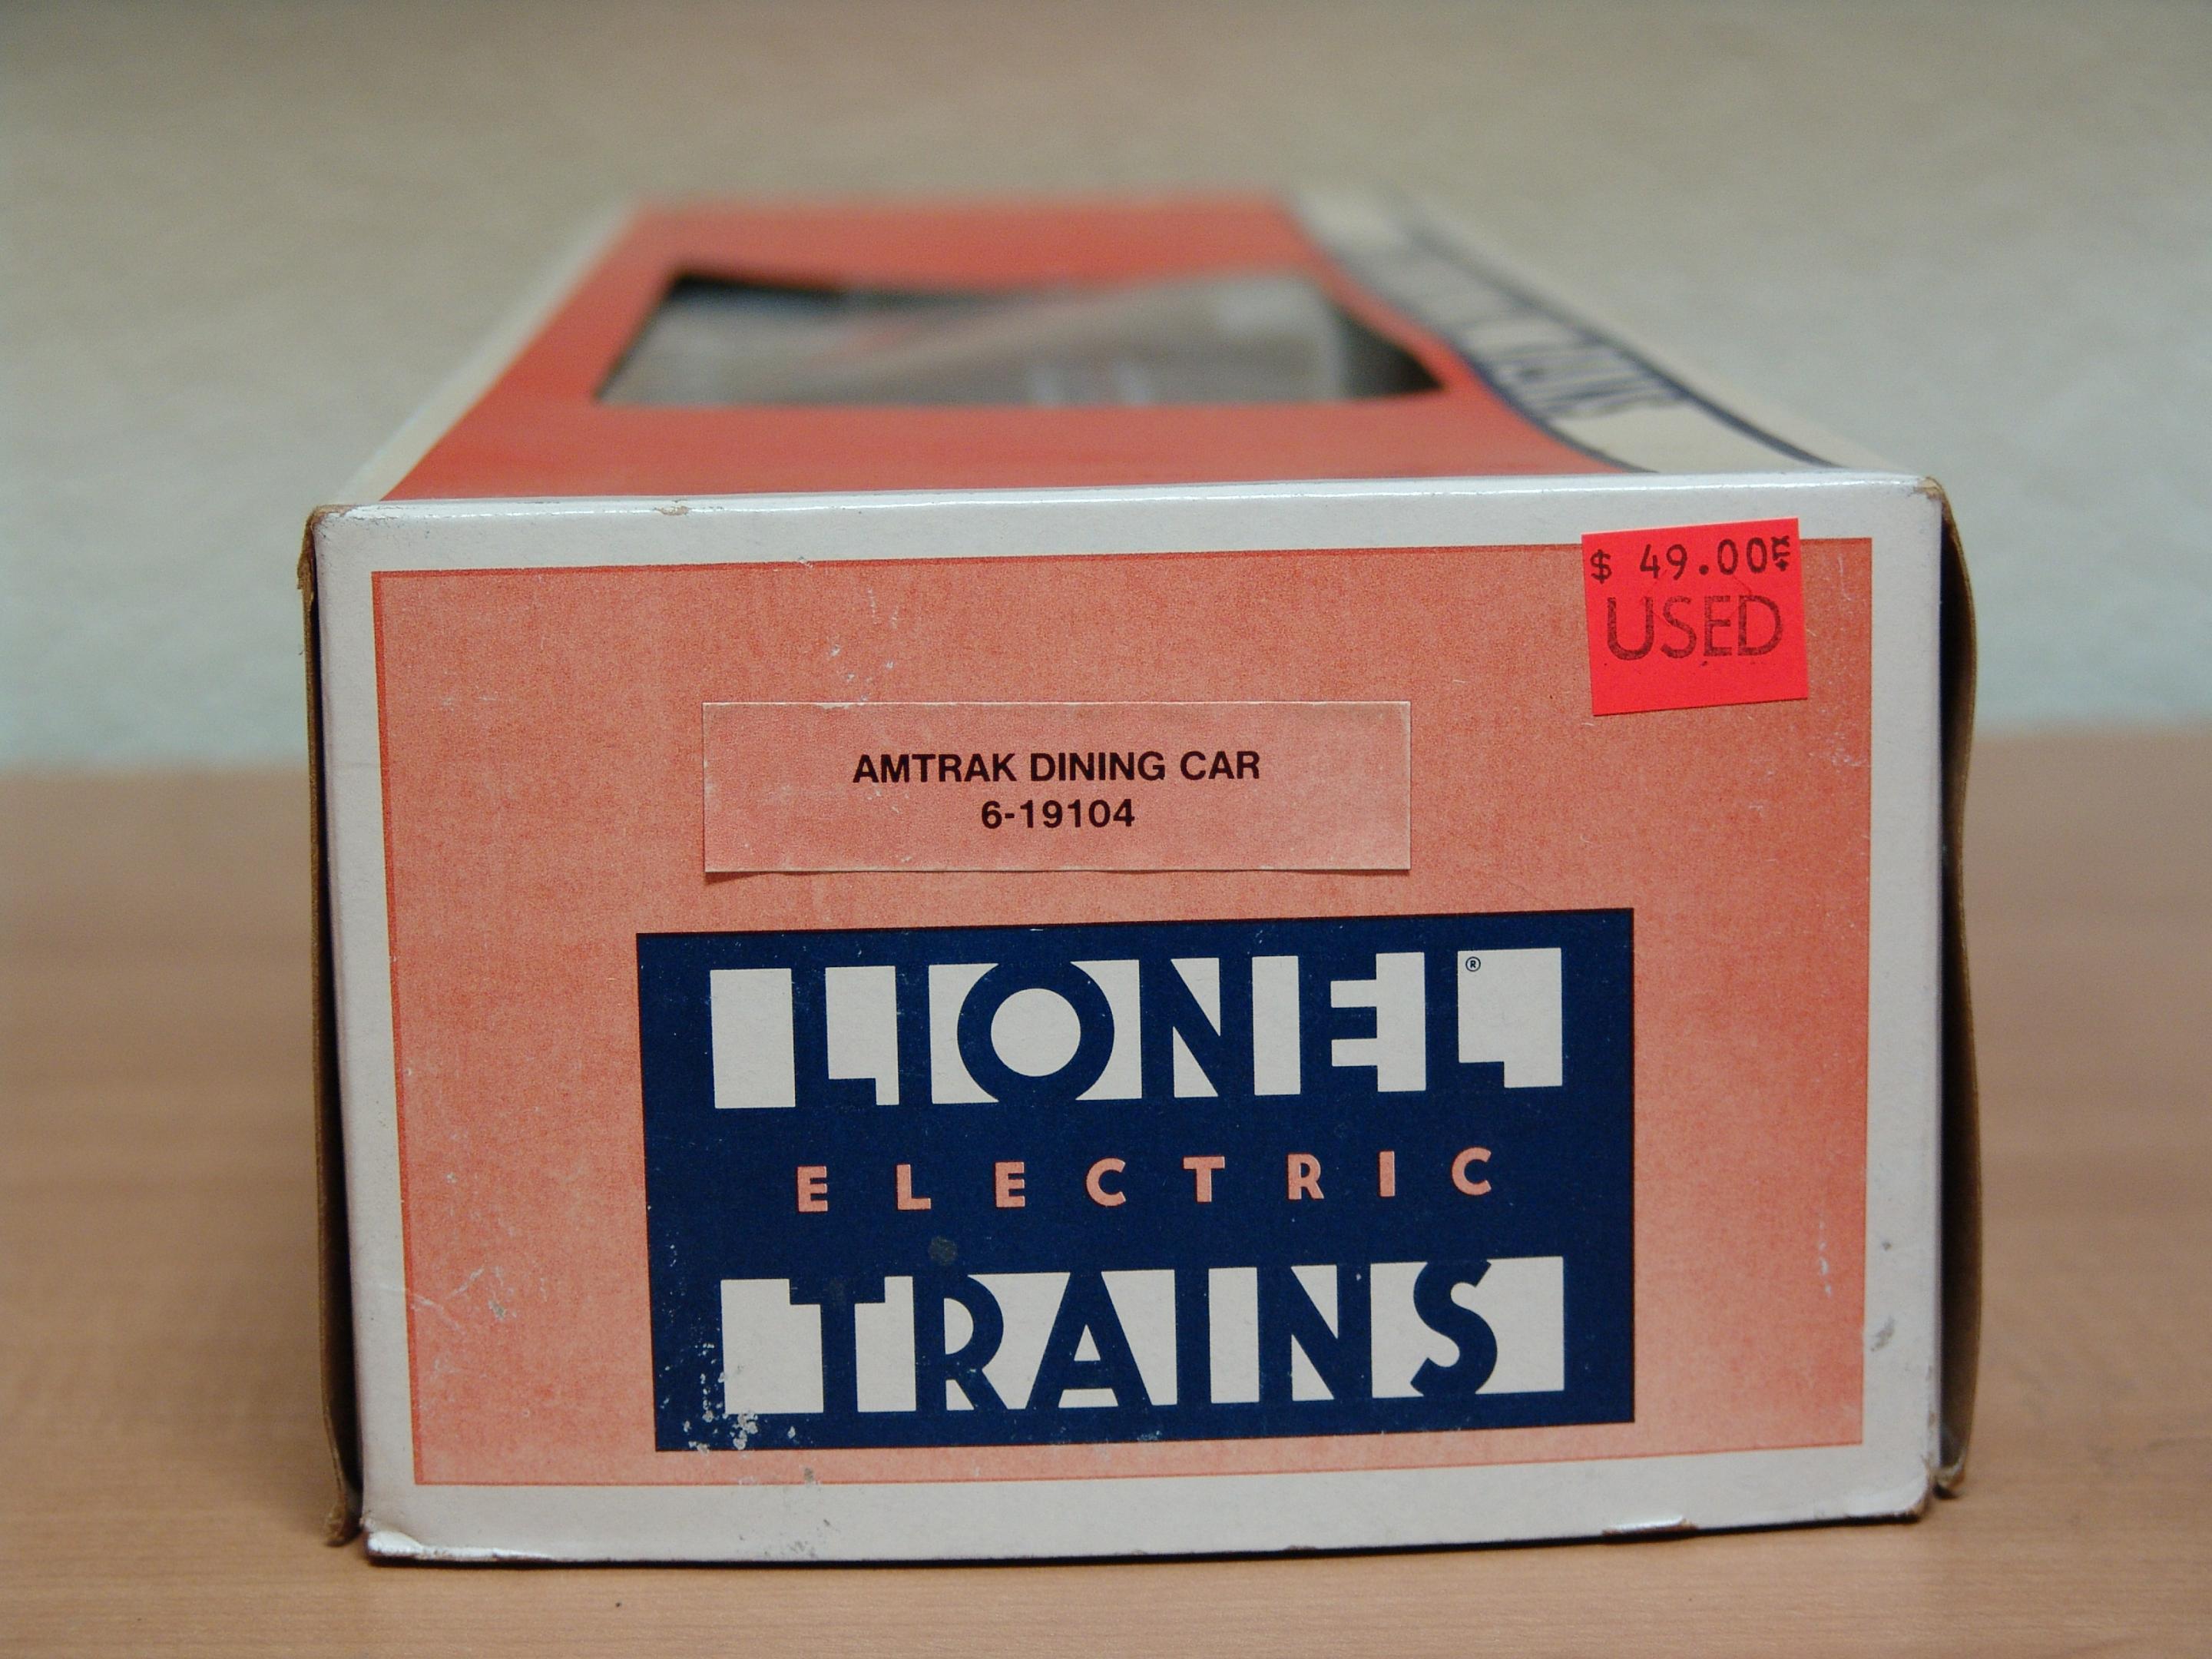 $ 49.00
USED
AMTRAK DINING CAR
6-19104
LIONEL®
ELECTRIC
TRAINS